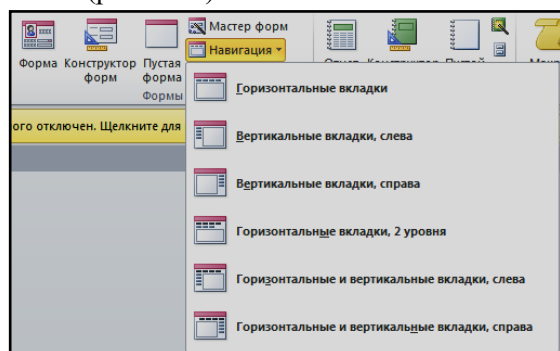 Мастер форм
Навигация
Форма Конструктор Пустая
форм форма
Формы
ого отключен. Щелкните для
Горизонтальные вкладки
Вертикальные вкладки, слева
Вертикальные вкладки, справа
Горизонтальные вкладки, 2 уровня
Горизонтальные и вертикальные вкладки, слева
Горизонтальные и вертикальные вкладки, справа